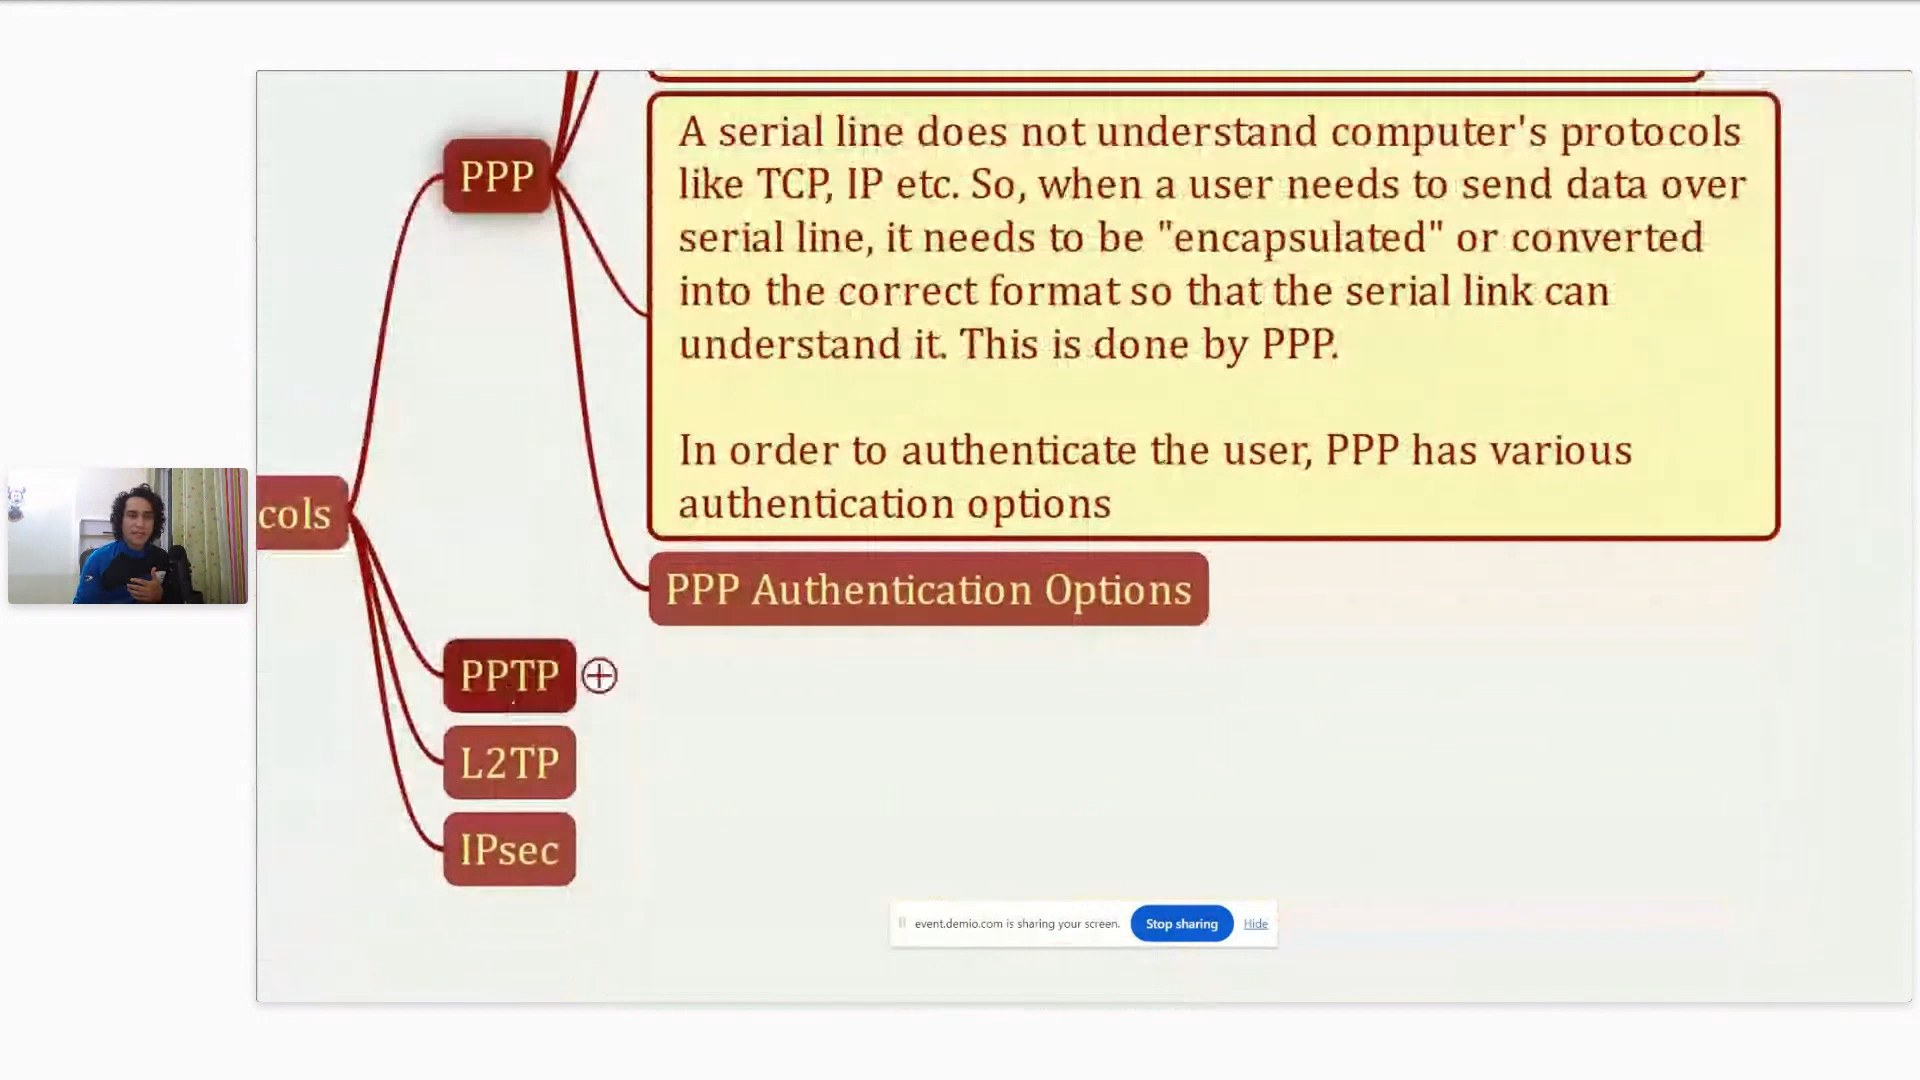 PPP
A serial line does not understand computer's protocols
like TCP, IP etc. So, when a user needs to send data over
serial line, it needs to be "encapsulated" or converted
into the correct format so that the serial link can
understand it. This is done by PPP.
In order to authenticate the user, PPP has various
authentication options
cols
PPP Authentication Options
PPTP
L2TP
IPsec
event.demio.com is sharing your screen.
Stop sharing
Hide